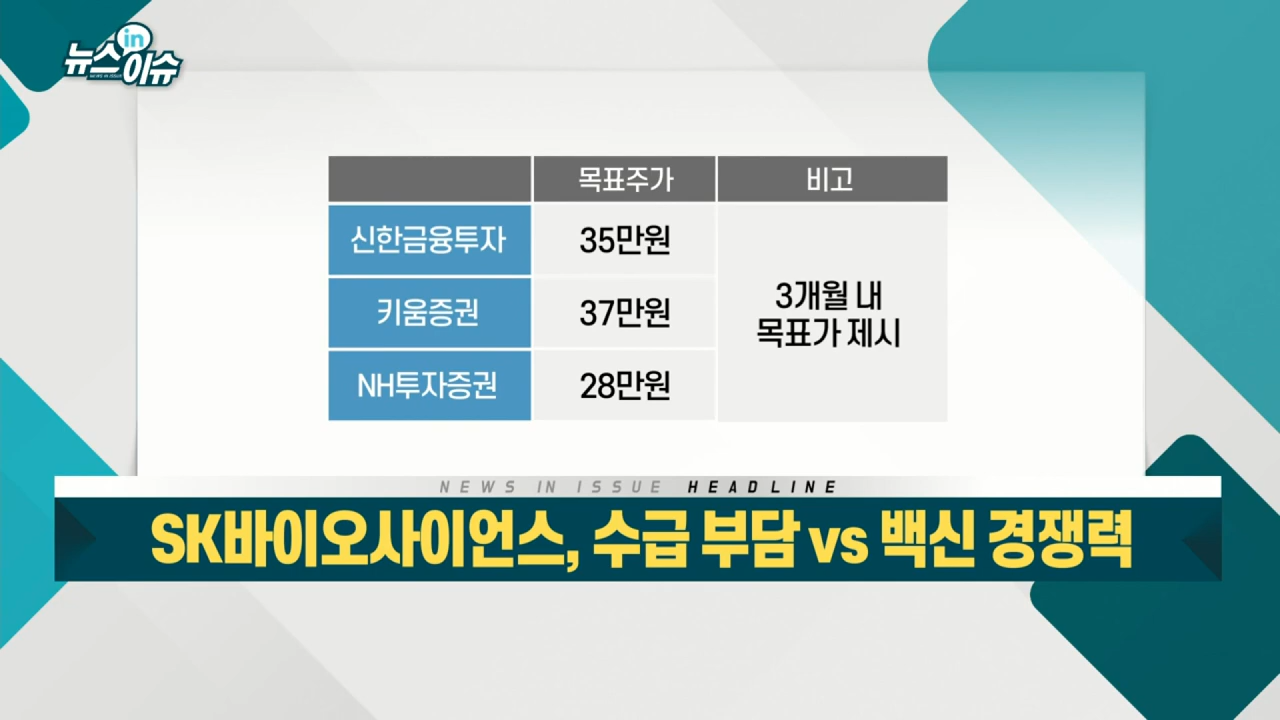 뉴스in이슈
NEWS IN ISSUE
목표주가 비고
신한금융투자 35만원
키움증권 37만원
NH투자증권 28만원
3개월 내
목표가 제시
NEWS IN ISSUE HEADLINE
SK바이오사이언스, 수급 부담 vs 백신 경쟁력